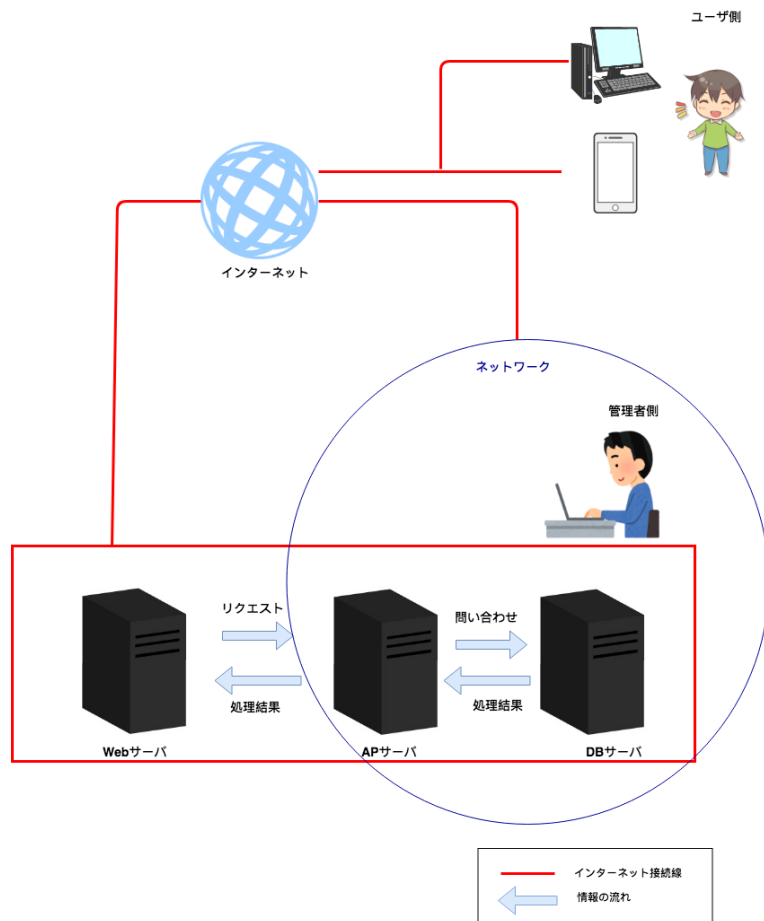 ユーザ側
インターネット
ネットワーク
管理者側
リクエスト
問い合わせ
処理結果
処理結果
Webサーバ
APサーバ
DBサーバ
インターネット接続線
情報の流れ